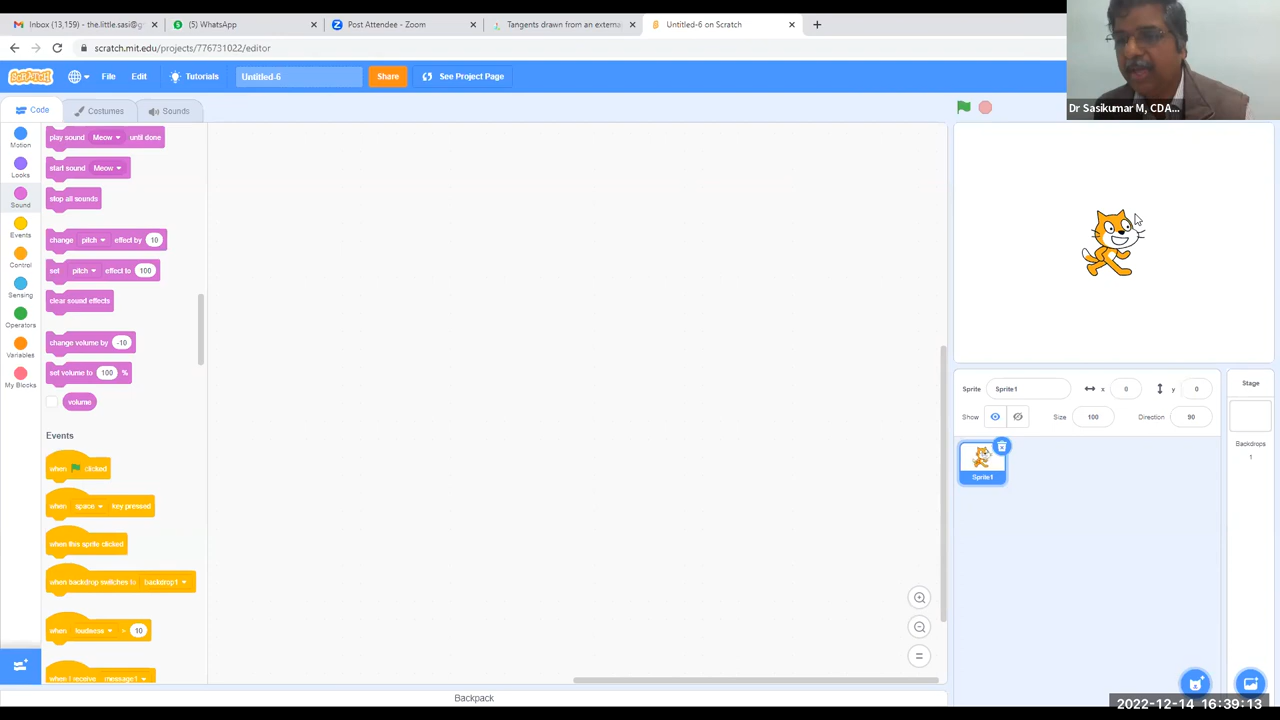 Inbox (13,159) - the.little.sasi@g
(5) WhatsApp
Post Attendee - Zoom
Tangents drawn from an externa
Untitled-6 on Scratch
scratch.mit.edu/projects/776731022/editor
SCRATCH
File
Edit
Tutorials
Untitled-6
Share
See Project Page
Dr Sasikumar M, CDA...
Code
Costumes
Sounds
Motion
Looks
Sound
Events
Control
Sensing
Operators
Variables
My Blocks
play sound Meow until done
start sound Meow
stop all sounds
change pitch effect by 10
set pitch effect to 100
clear sound effects
change volume by -10
set volume to 100 %
volume
Events
when clicked
when space key pressed
when this sprite clicked
when backdrop switches to backdrop1
when loudness > 10
when I receive message1
Sprite
Sprite1
x
0
y
0
Show
Size
100
Direction
90
Sprite1
Stage
Backdrops
1
Backpack
2022-12-14 16:39:13